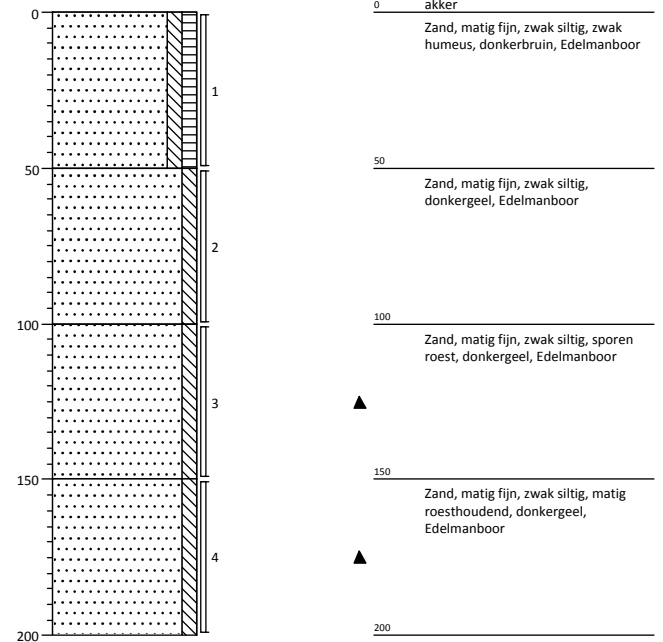 0
1
50
2
100
3
150
4
200
0
akker
Zand, matig fijn, zwak siltig, zwak
humeus, donkerbruin, Edelmanboor
50
Zand, matig fijn, zwak siltig,
donkergeel, Edelmanboor
100
Zand, matig fijn, zwak siltig, sporen
roest, donkergeel, Edelmanboor
150
Zand, matig fijn, zwak siltig, matig
roesthoudend, donkergeel,
Edelmanboor
200